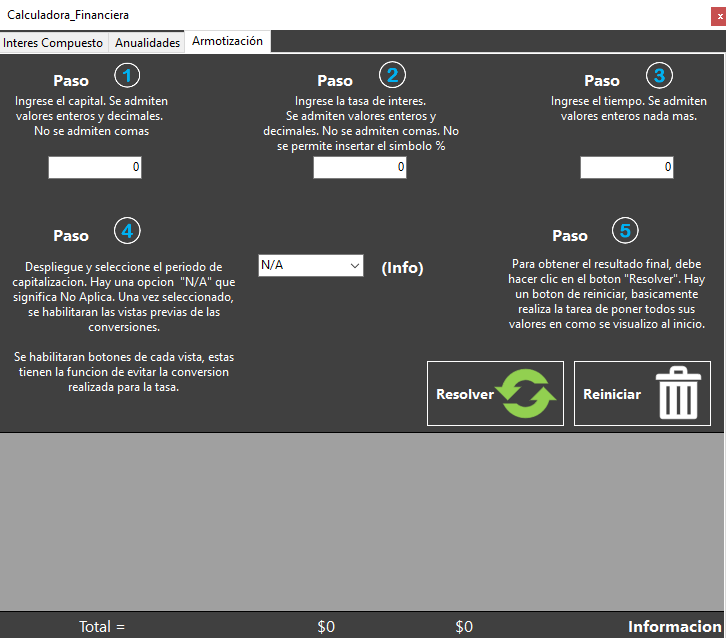 Calculadora_Financiera
x
Interes Compuesto
Anualidades
Armotización
Paso 1
Ingrese el capital. Se admiten
valores enteros y decimales.
No se admiten comas
0
Paso 2
Ingrese la tasa de interes.
Se admiten valores enteros y
decimales. No se admiten comas. No
se permite insertar el simbolo %
0
Paso 3
Ingrese el tiempo. Se admiten
valores enteros nada mas.
0
Paso 4
Despliegue y seleccione el periodo de
capitalizacion. Hay una opcion "N/A" que
significa No Aplica. Una vez seleccionado,
se habilitaran las vistas previas de las
conversiones.
Se habilitaran botones de cada vista, estas
tienen la funcion de evitar la conversion
realizada para la tasa.
N/A
(Info)
Paso 5
Para obtener el resultado final, debe
hacer clic en el boton "Resolver". Hay
un boton de reiniciar, basicamente
realiza la tarea de poner todos sus
valores en como se visualizo al inicio.
Resolver
Reiniciar
Total =
$0
$0
Informacion